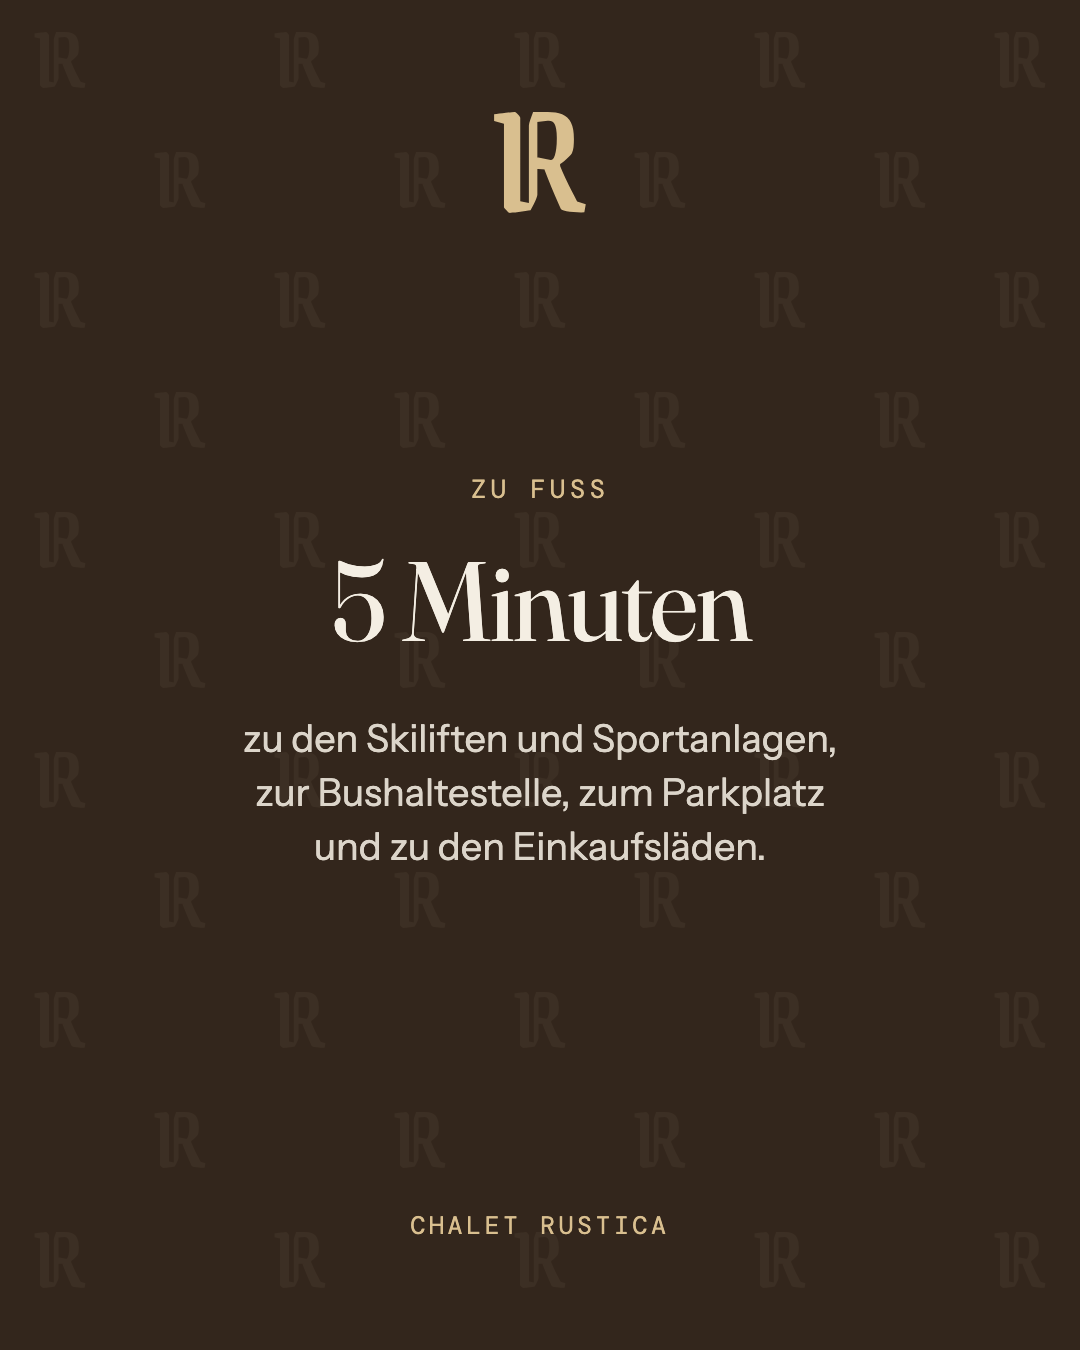 R
ZU FUSS
5 Minuten
zu den Skiliften und Sportanlagen,
zur Bushaltestelle, zum Parkplatz
und zu den Einkaufsläden.
CHALET RUSTICA